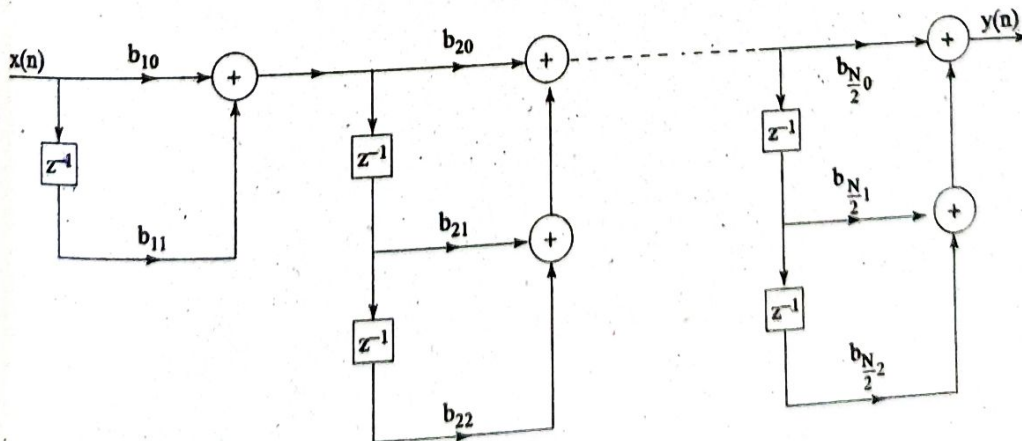 x(n) b10 + b20 + bN/2 0 + y(n)
z⁻¹ z⁻¹ z⁻¹
b11 b21 + bN/2 1 +
z⁻¹ z⁻¹
b22 bN/2 2